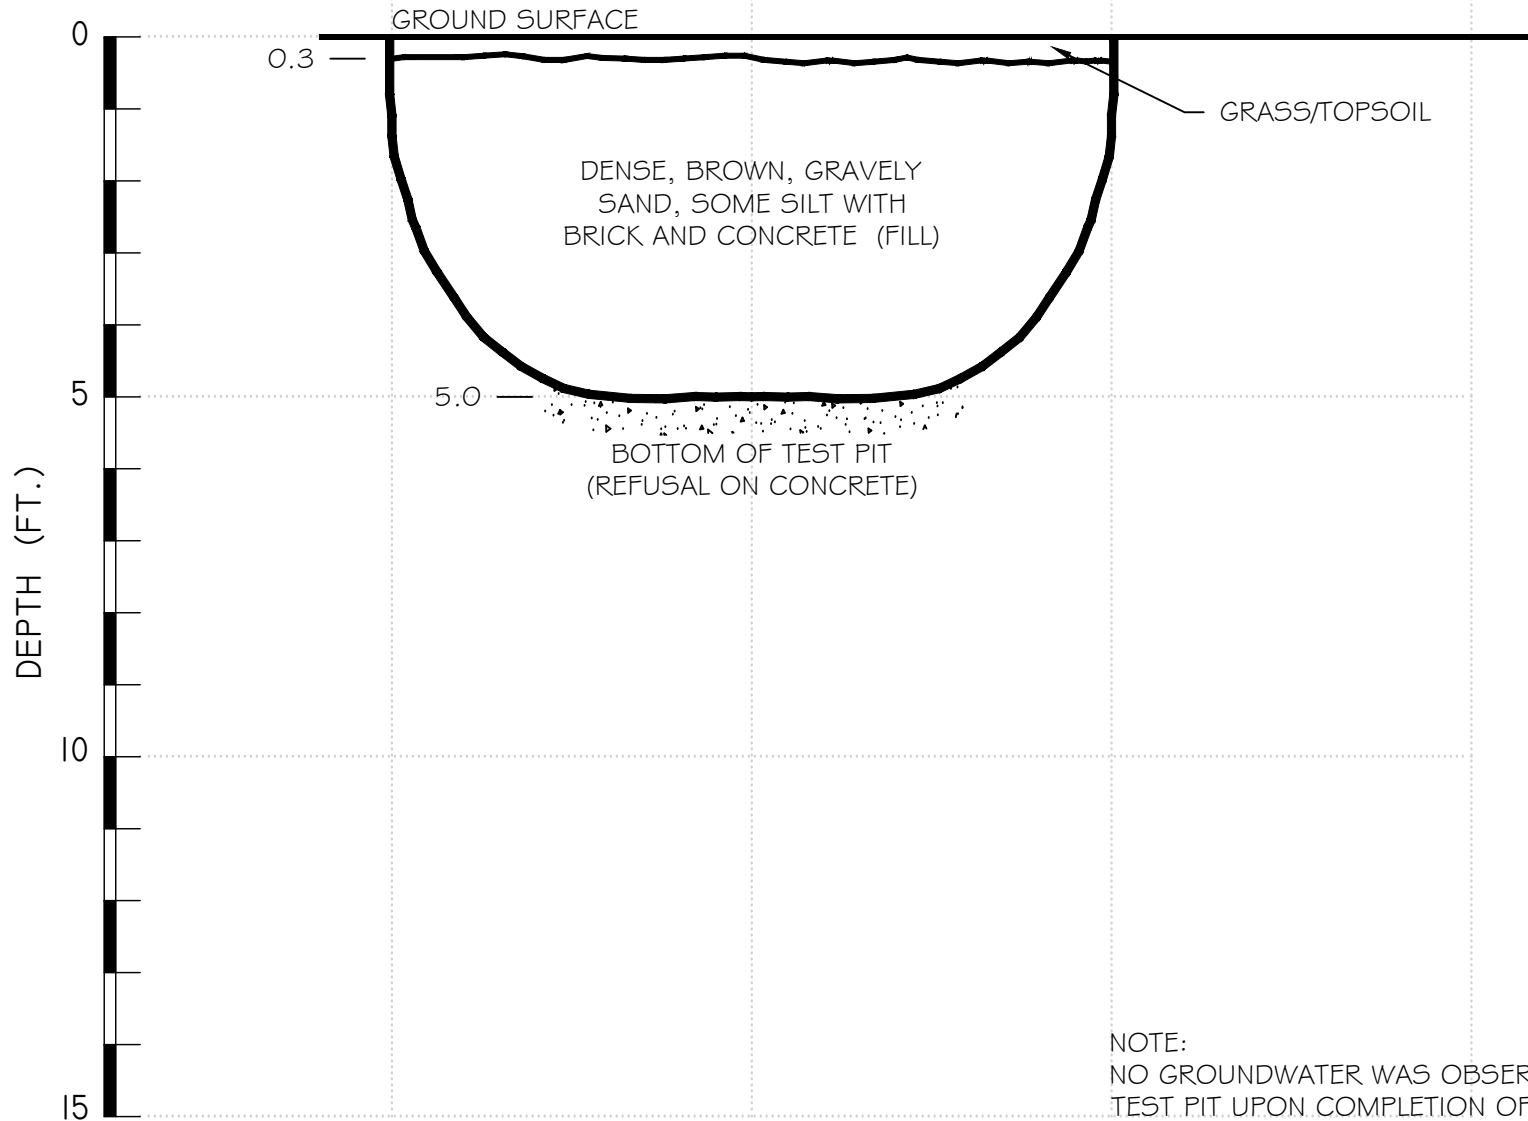 GROUND SURFACE
0
0.3
GRASS/TOPSOIL
DENSE, BROWN, GRAVELY
SAND, SOME SILT WITH
BRICK AND CONCRETE (FILL)
5
5.0
BOTTOM OF TEST PIT
(REFUSAL ON CONCRETE)
DEPTH (FT.)
10
15
NOTE:
NO GROUNDWATER WAS OBSER
TEST PIT UPON COMPLETION OF